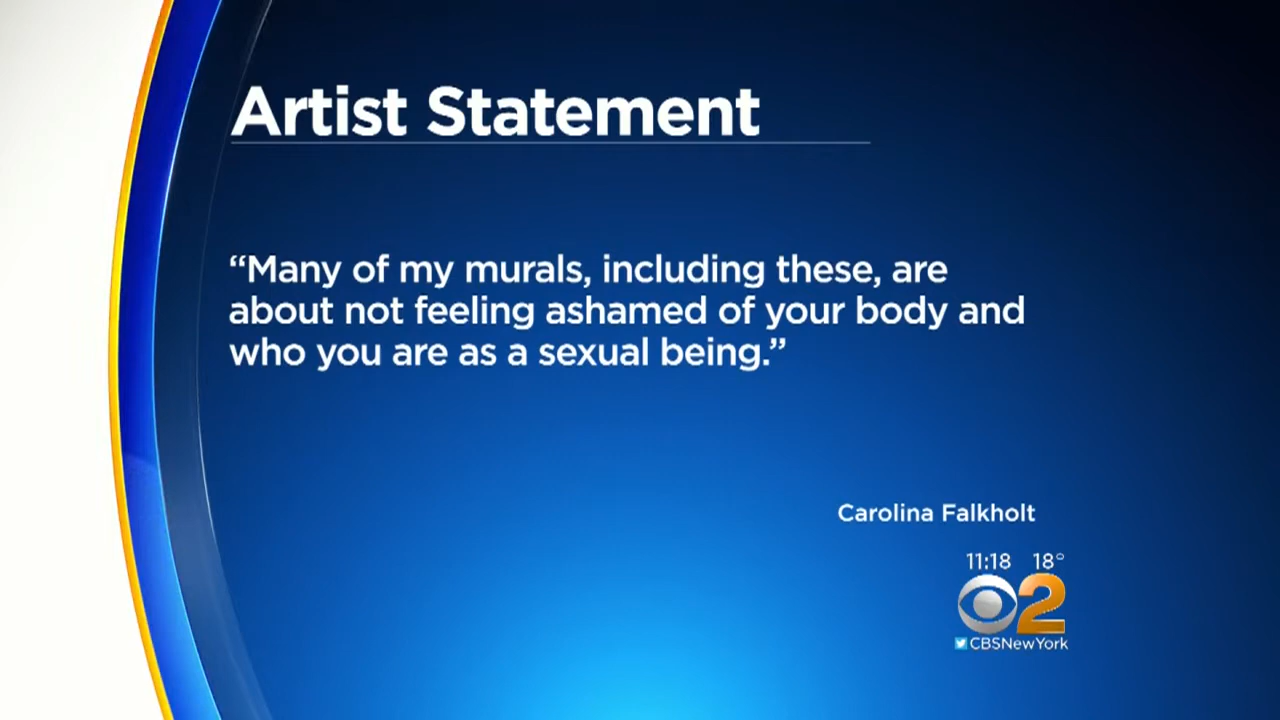 Artist Statement
“Many of my murals, including these, are
about not feeling ashamed of your body and
who you are as a sexual being.”
Carolina Falkholt
11:18 18°
2
CBSNewYork